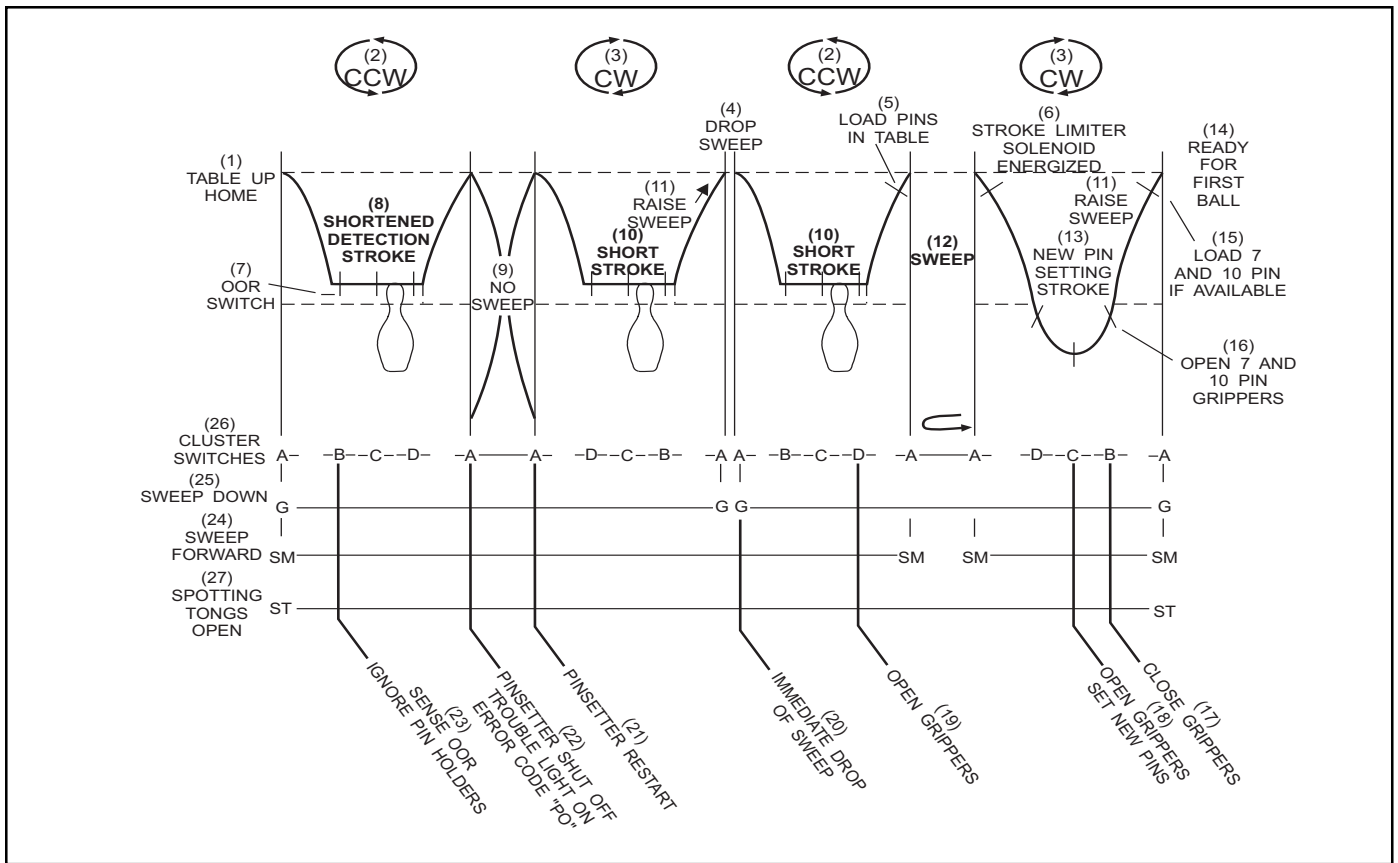 (2)
CCW
(3)
CW
(2)
CCW
(3)
CW
(1)
TABLE UP
HOME
(4)
DROP
SWEEP
(5)
LOAD PINS
IN TABLE
(6)
STROKE LIMITER
SOLENOID
ENERGIZED
(14)
READY
FOR
FIRST
BALL
(8)
SHORTENED
DETECTION
STROKE
(11)
RAISE
SWEEP
(10)
SHORT
STROKE
(10)
SHORT
STROKE
(12)
SWEEP
(11)
RAISE
SWEEP
(13)
NEW PIN
SETTING
STROKE
(7)
OOR
SWITCH
(9)
NO
SWEEP
(15)
LOAD 7
AND 10 PIN
IF AVAILABLE
(16)
OPEN 7 AND
10 PIN
GRIPPERS
(26)
CLUSTER
SWITCHES
A B C D A A D C B A A B C D A A D C B A
(25)
SWEEP DOWN
G G G G
(24)
SWEEP
FORWARD
SM SM SM SM
(27)
SPOTTING
TONGS
OPEN
ST ST
(23)
SENSE OOR
IGNORE PIN HOLDERS
(22)
PINSETTER SHUT OFF
TROUBLE LIGHT ON
ERROR CODE "PO"
(21)
PINSETTER RESTART
(20)
IMMEDIATE DROP
OF SWEEP
(19)
OPEN GRIPPERS
(18)
OPEN GRIPPERS
SET NEW PINS
(17)
CLOSE GRIPPERS